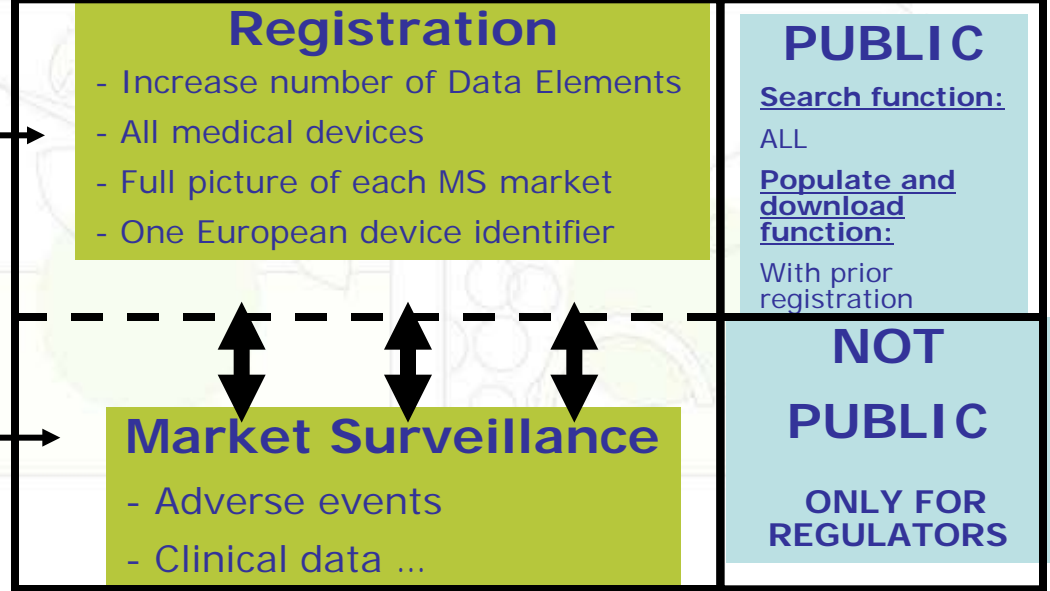 Registration
- Increase number of Data Elements
- All medical devices
- Full picture of each MS market
- One European device identifier
PUBLIC
Search function:
ALL
Populate and
download
function:
With prior
registration
Market Surveillance
- Adverse events
- Clinical data ...
NOT
PUBLIC
ONLY FOR
REGULATORS